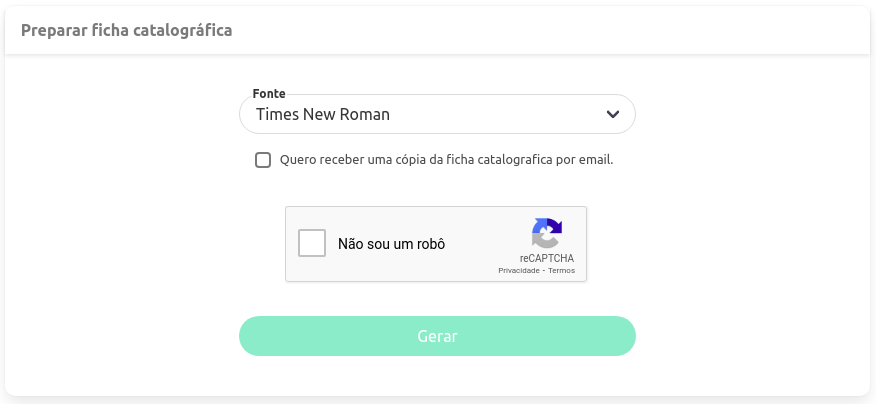 Preparar ficha catalográfica
Fonte
Times New Roman
Quero receber uma cópia da ficha catalografica por email.
Não sou um robô
reCAPTCHA
Privacidade - Termos
Gerar